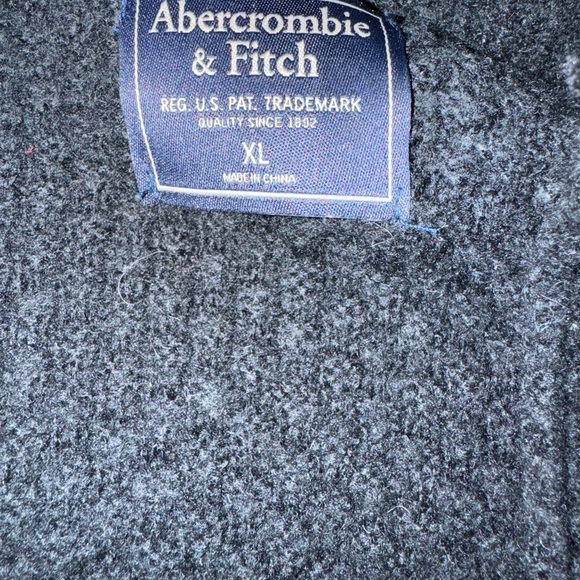 Abercrombie
& Fitch
REG. U.S. PAT. TRADEMARK
QUALITY SINCE 1892
XL
MADE IN CHINA